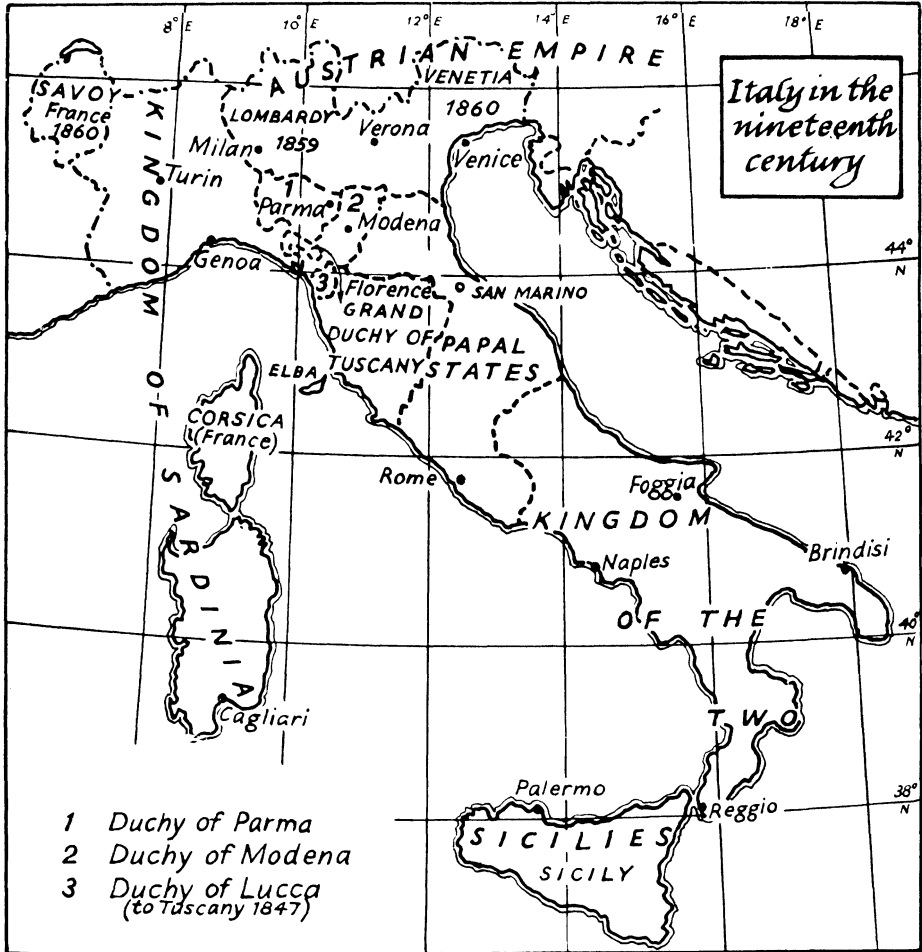 8° E 10° E 12° E 14° E 16° E 18° E
AUSTRIAN EMPIRE
Italy in the
nineteenth
century
SAVOY
France
1860)
VENETIA
1860
LOMBARDY
1859
Verona
Milan
Venice
Turin
KINGDOM OF SARDINIA
1
Parma
2
Modena
Genoa
44°
N
3
Florence
SAN MARINO
GRAND
DUCHY OF
TUSCANY
PAPAL
STATES
ELBA
CORSICA
(France)
42°
N
Rome
Foggia
KINGDOM
Naples
Brindisi
OF THE
40°
N
TWO
Cagliari
Palermo
Reggio
38°
N
SICILIES
SICILY
1 Duchy of Parma
2 Duchy of Modena
3 Duchy of Lucca
(to Tuscany 1847)